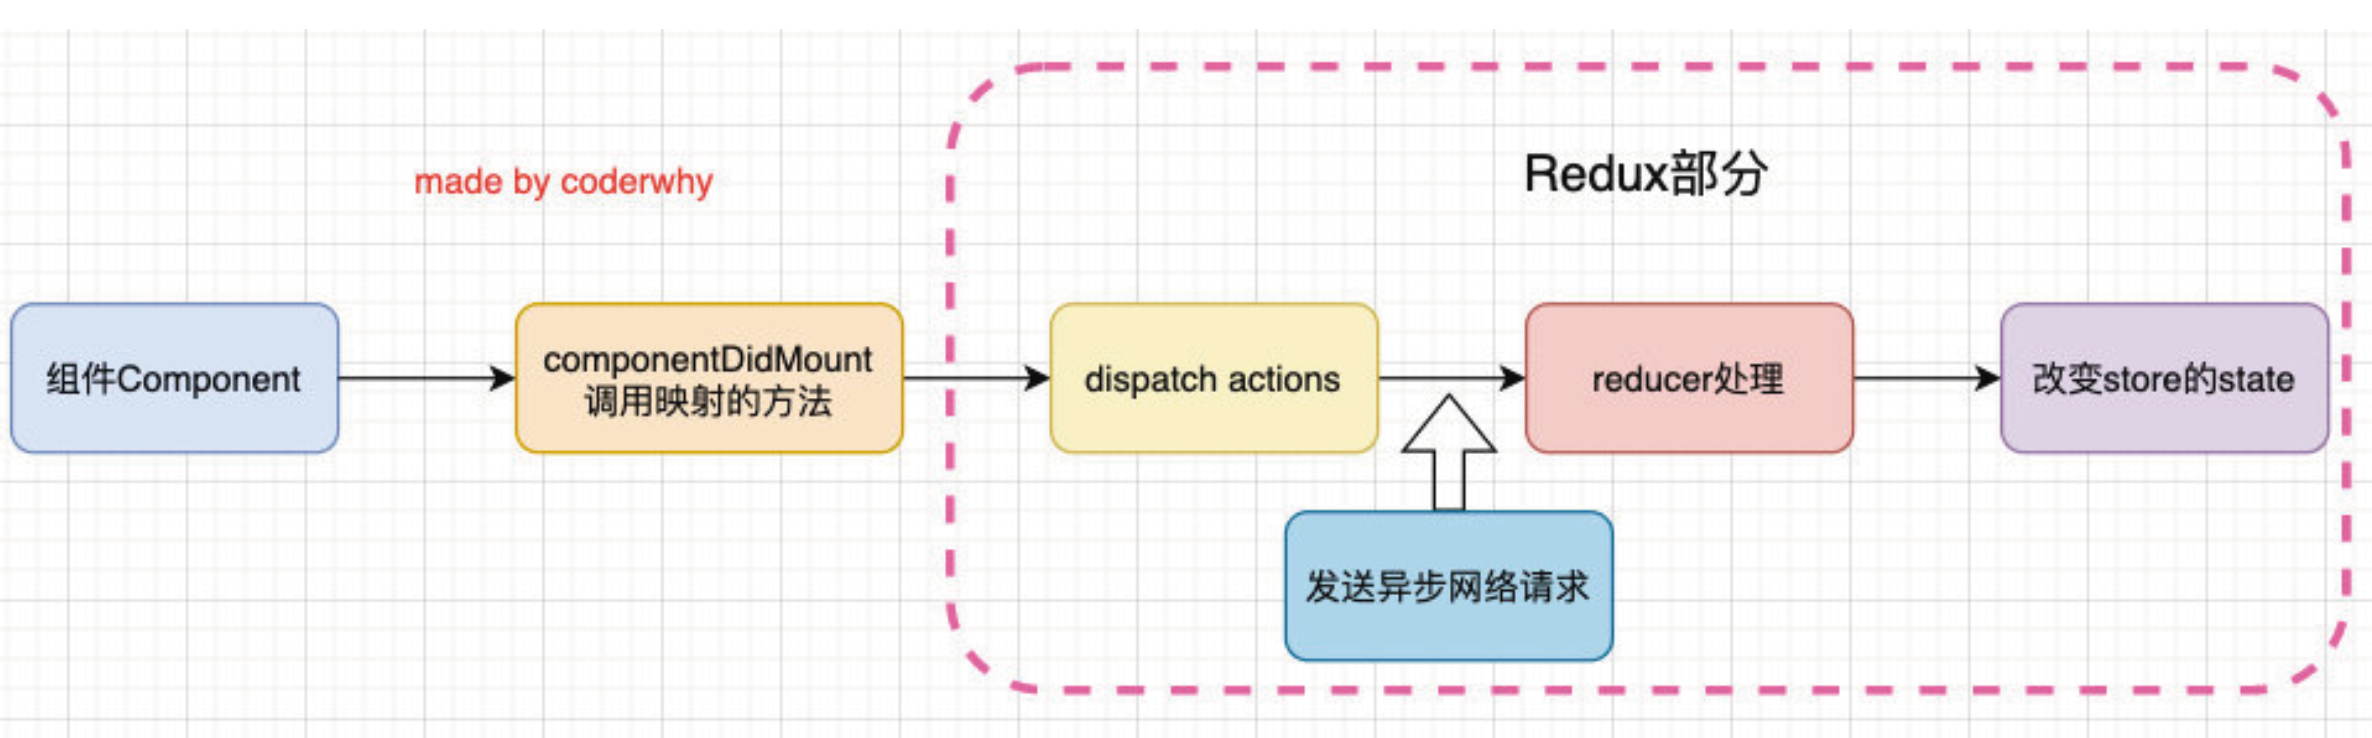 made by coderwhy
Redux部分
组件Component
componentDidMount
调用映射的方法
dispatch actions
reducer处理
改变store的state
发送异步网络请求